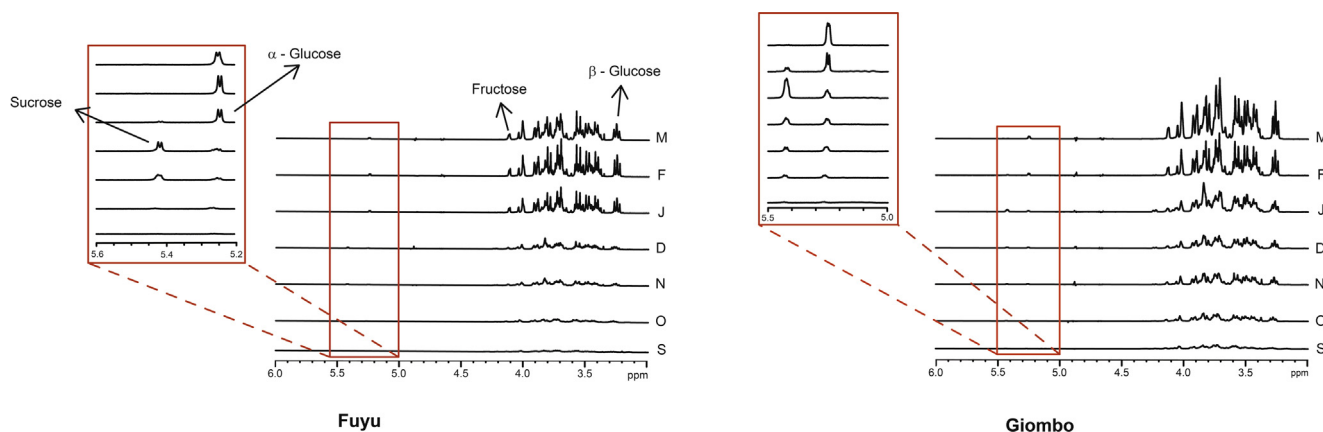 α - Glucose
Sucrose
5.6 5.4 5.2
Fructose
β - Glucose
M
F
J
D
N
O
S
6.0 5.5 5.0 4.5 4.0 3.5 ppm
Fuyu
5.5 5.0
M
F
J
D
N
O
S
6.0 5.5 5.0 4.5 4.0 3.5 ppm
Giombo